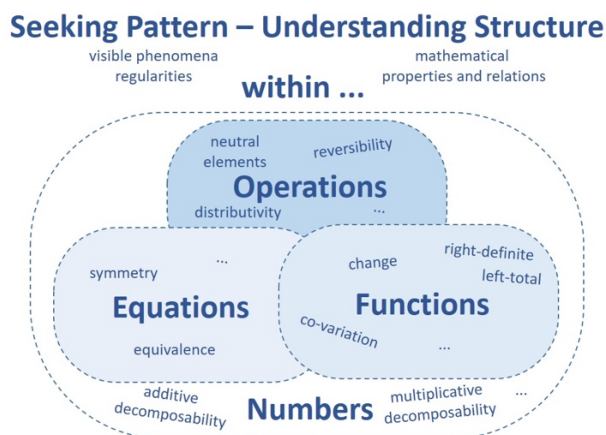 Seeking Pattern – Understanding Structure
visible phenomena
regularities
mathematical
properties and relations
within ...
neutral
elements
reversibility
Operations
distributivity
...
symmetry
...
Equations
equivalence
change
right-definite
left-total
Functions
co-variation
...
additive
decomposability
Numbers
multiplicative
decomposability
...